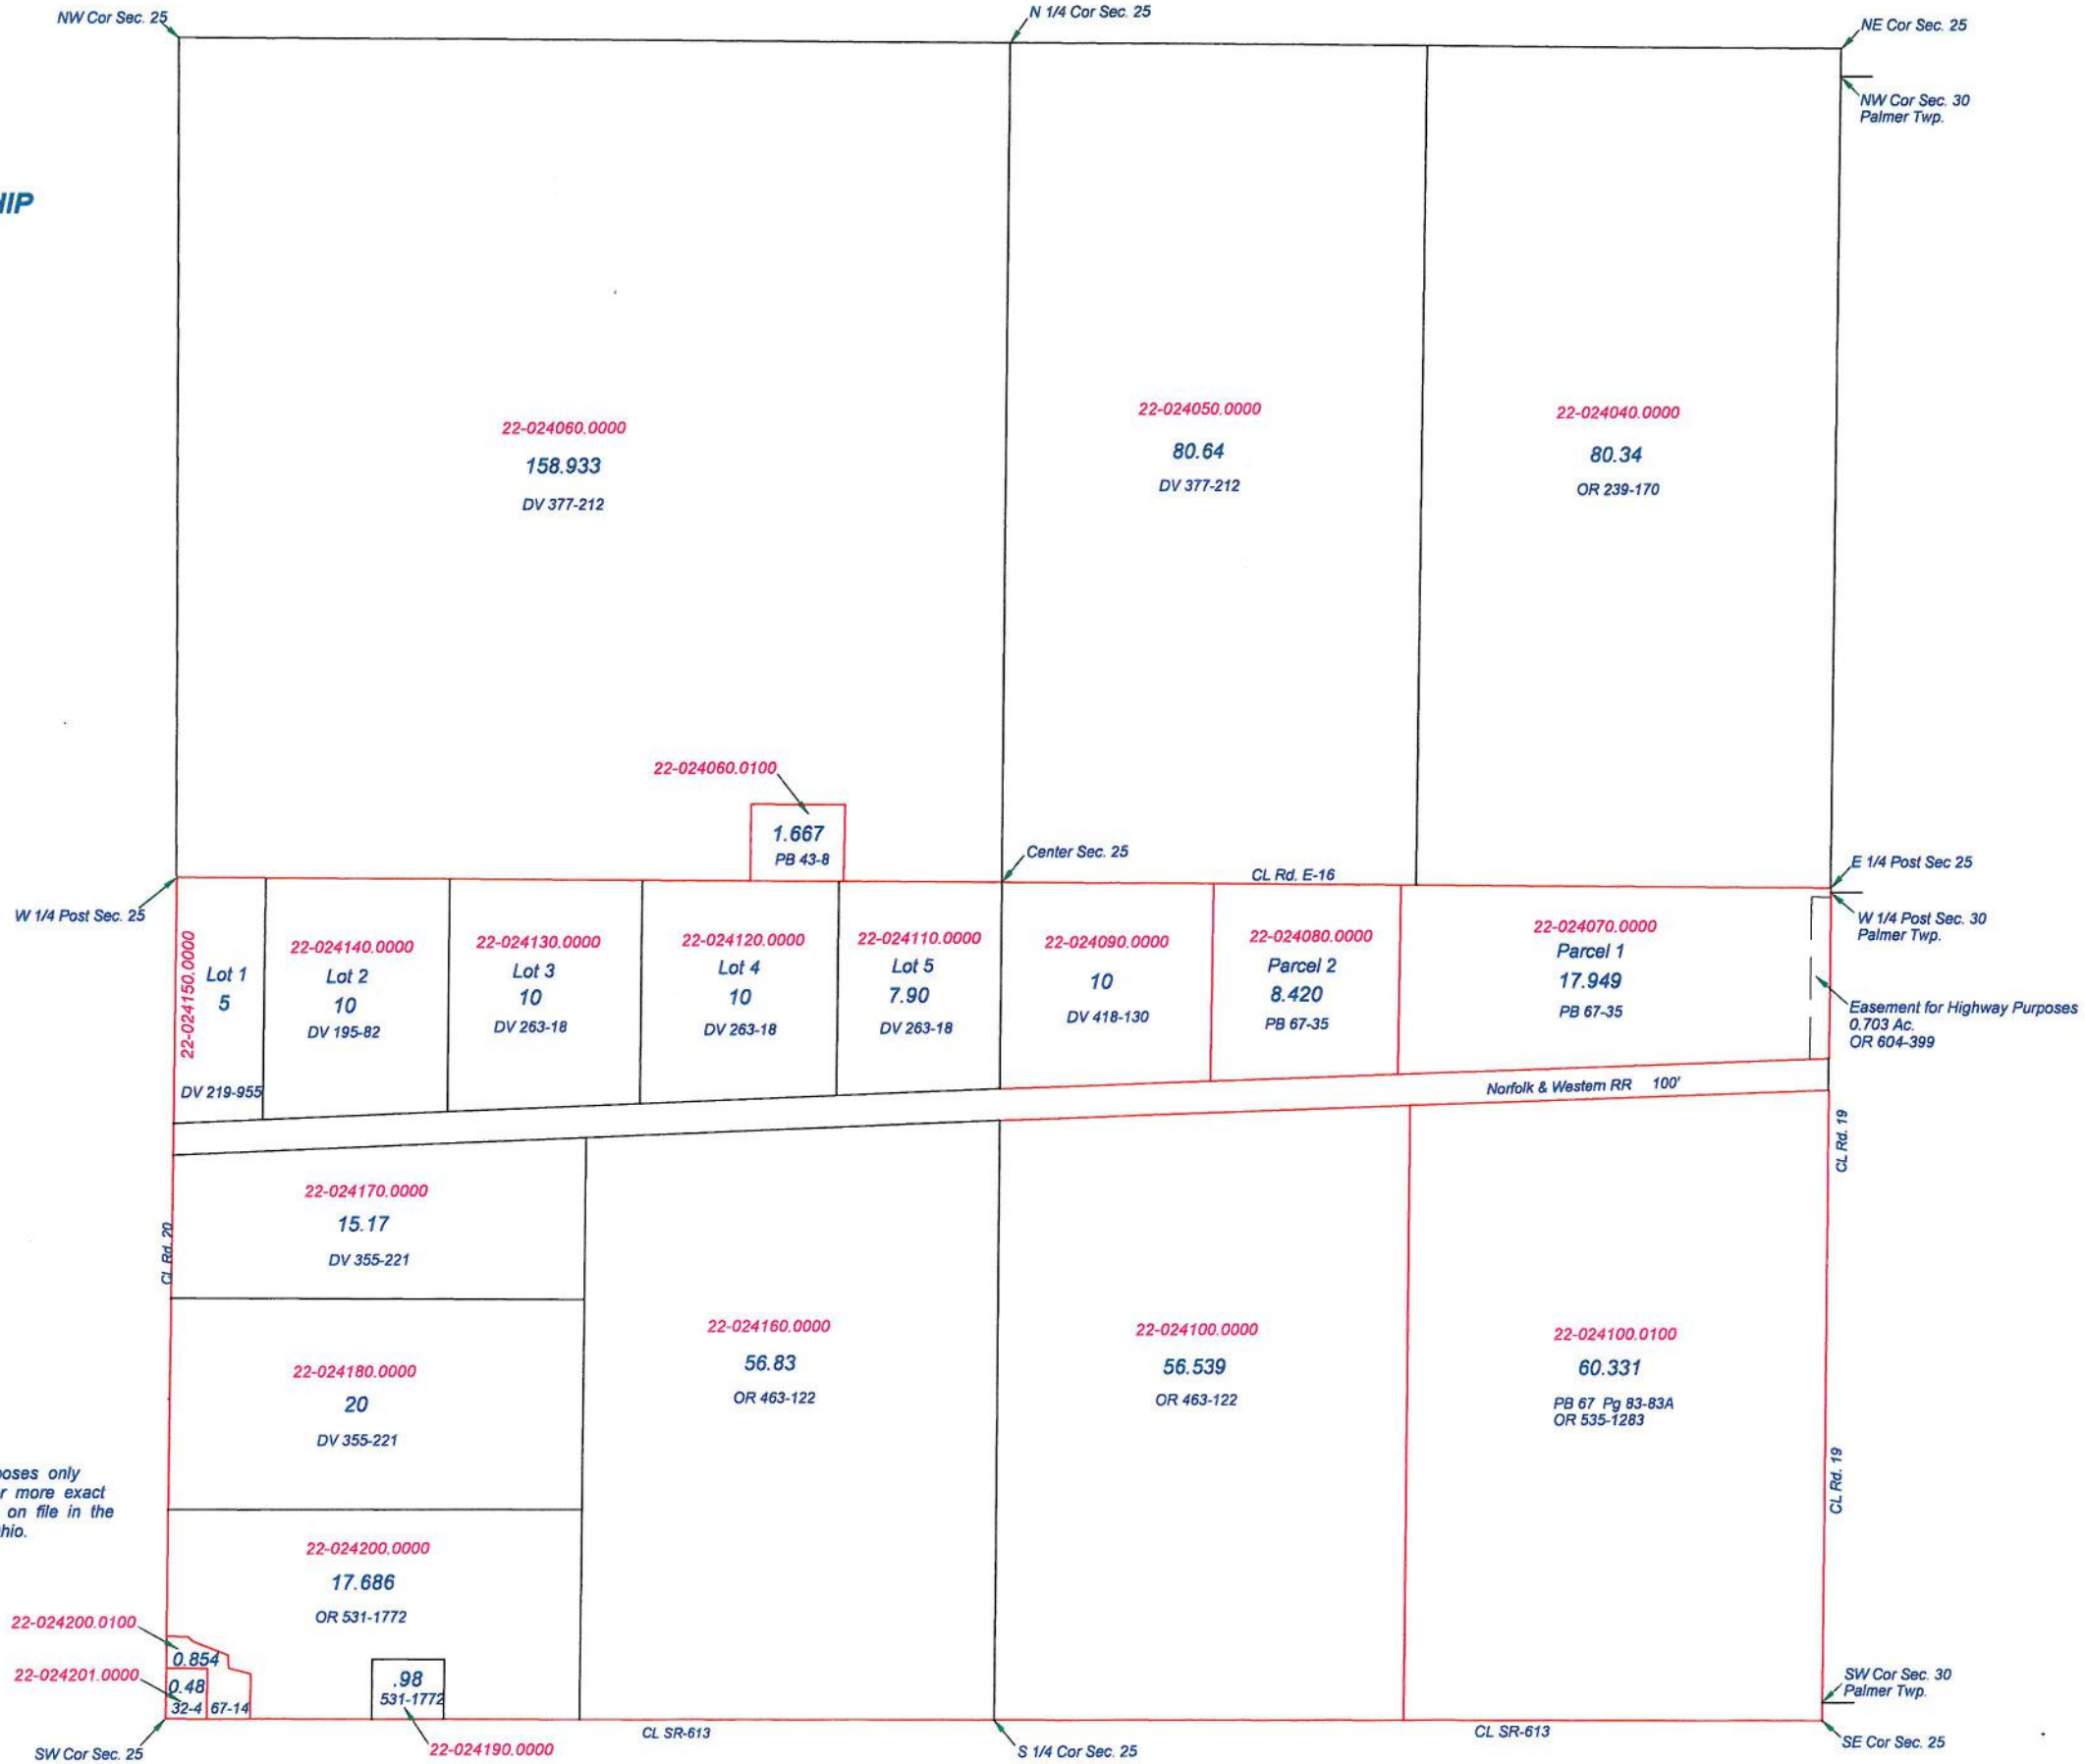 NW Cor Sec. 25
N 1/4 Cor Sec. 25
NE Cor Sec. 25
NW Cor Sec. 30
Palmer Twp.
22-024060.0000
158.933
DV 377-212
22-024050.0000
80.64
DV 377-212
22-024040.0000
80.34
OR 239-170
22-024060.0100
1.667
PB 43-8
Center Sec. 25
CL Rd. E-16
E 1/4 Post Sec 25
W 1/4 Post Sec. 25
W 1/4 Post Sec. 30
Palmer Twp.
22-024150.0000
Lot 1
5
DV 219-955
22-024140.0000
Lot 2
10
DV 195-82
22-024130.0000
Lot 3
10
DV 263-18
22-024120.0000
Lot 4
10
DV 263-18
22-024110.0000
Lot 5
7.90
DV 263-18
22-024090.0000
10
DV 418-130
22-024080.0000
Parcel 2
8.420
PB 67-35
22-024070.0000
Parcel 1
17.949
PB 67-35
Easement for Highway Purposes
0.703 Ac.
OR 604-399
Norfolk & Western RR 100'
CL Rd. 19
CL Rd. 20
22-024170.0000
15.17
DV 355-221
22-024180.0000
20
DV 355-221
22-024160.0000
56.83
OR 463-122
22-024100.0000
56.539
OR 463-122
22-024100.0100
60.331
PB 67 Pg 83-83A
OR 535-1283
CL Rd. 19
only
more exact
on file in the
22-024200.0000
17.686
OR 531-1772
22-024200.0100
0.854
22-024201.0000
0.48
32-4 67-14
.98
531-1772
22-024190.0000
SW Cor Sec. 25
CL SR-613
S 1/4 Cor Sec. 25
CL SR-613
SW Cor Sec. 30
Palmer Twp.
SE Cor Sec. 25